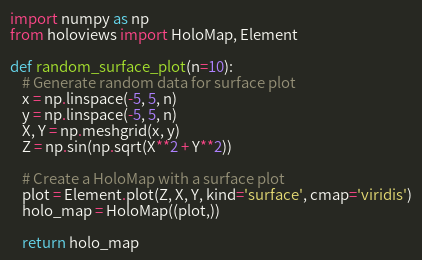 import numpy as np
from holoviews import HoloMap, Element
def random_surface_plot(n=10):
# Generate random data for surface plot
x = np.linspace(-5, 5, n)
y = np.linspace(-5, 5, n)
X, Y = np.meshgrid(x, y)
Z = np.sin(np.sqrt(X**2 + Y**2))
# Create a HoloMap with a surface plot
plot = Element.plot(Z, X, Y, kind='surface', cmap='viridis')
holo_map = HoloMap((plot,))
return holo_map